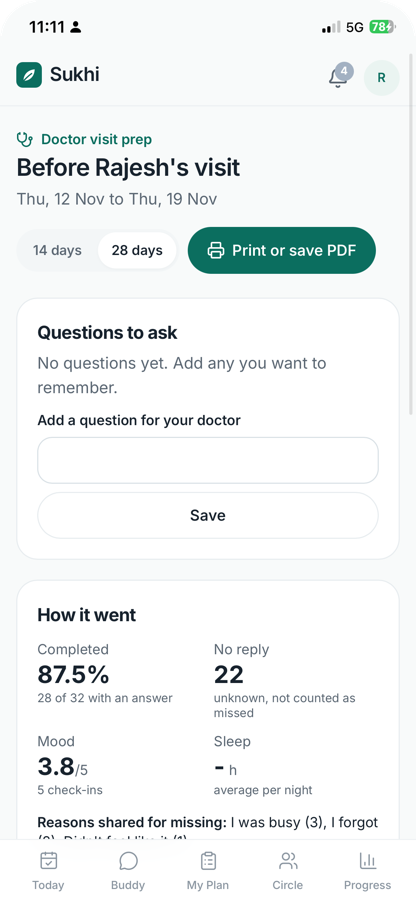 11:11
5G
78
Sukhi
4
R
Doctor visit prep
Before Rajesh's visit
Thu, 12 Nov to Thu, 19 Nov
14 days
28 days
Print or save PDF
Questions to ask
No questions yet. Add any you want to
remember.
Add a question for your doctor
Save
How it went
Completed
87.5%
28 of 32 with an answer
No reply
22
unknown, not counted as
missed
Mood
3.8/5
5 check-ins
Sleep
- h
average per night
Reasons shared for missing: I was busy (3), I forgot
Today
Buddy
My Plan
Circle
Progress